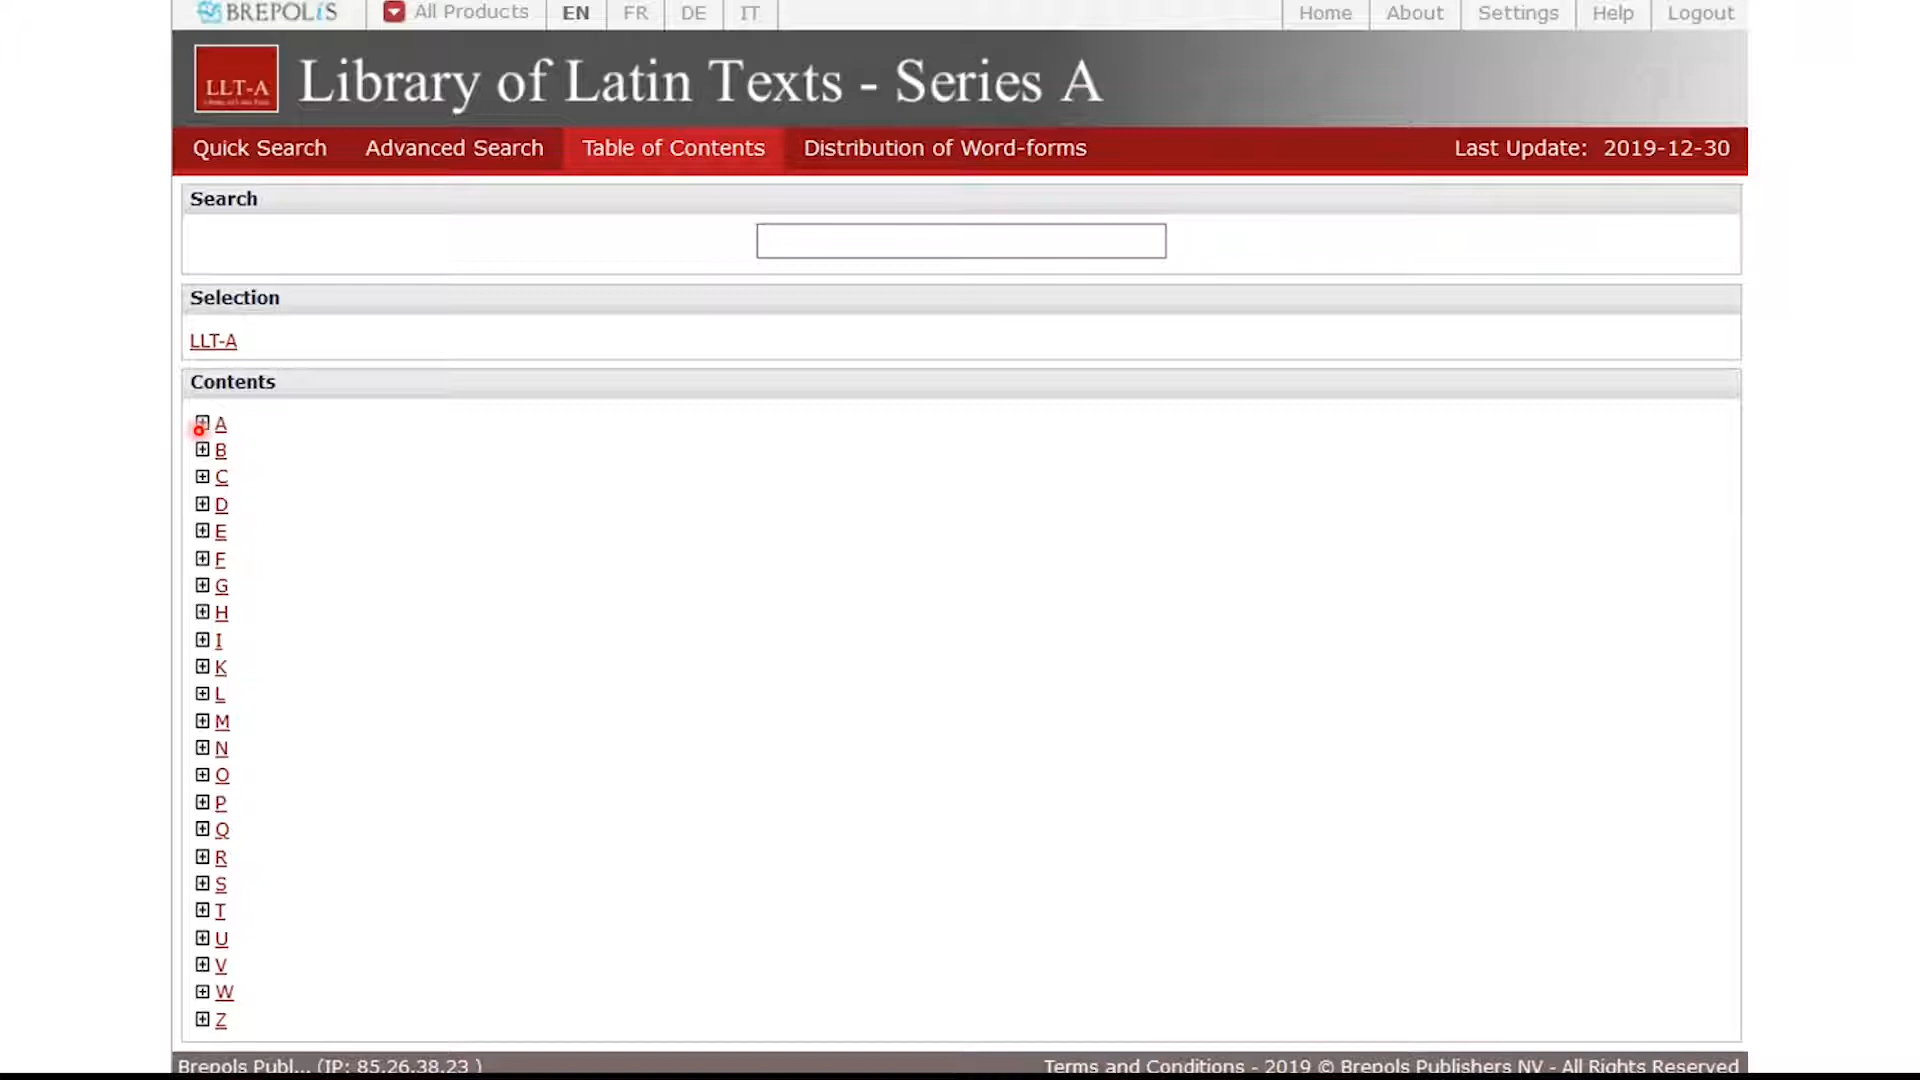 BREPOLiS All Products EN FR DE IT Home About Settings Help Logout
LLT-A Library of Latin Texts - Series A
Quick Search Advanced Search Table of Contents Distribution of Word-forms Last Update: 2019-12-30
Search
Selection
LLT-A
Contents
A
B
C
D
E
F
G
H
I
K
L
M
N
O
P
Q
R
S
T
U
V
W
Z
Brepols Publ... (IP: 85.26.38.23 ) Terms and Conditions - 2019 © Brepols Publishers NV - All Rights Reserved